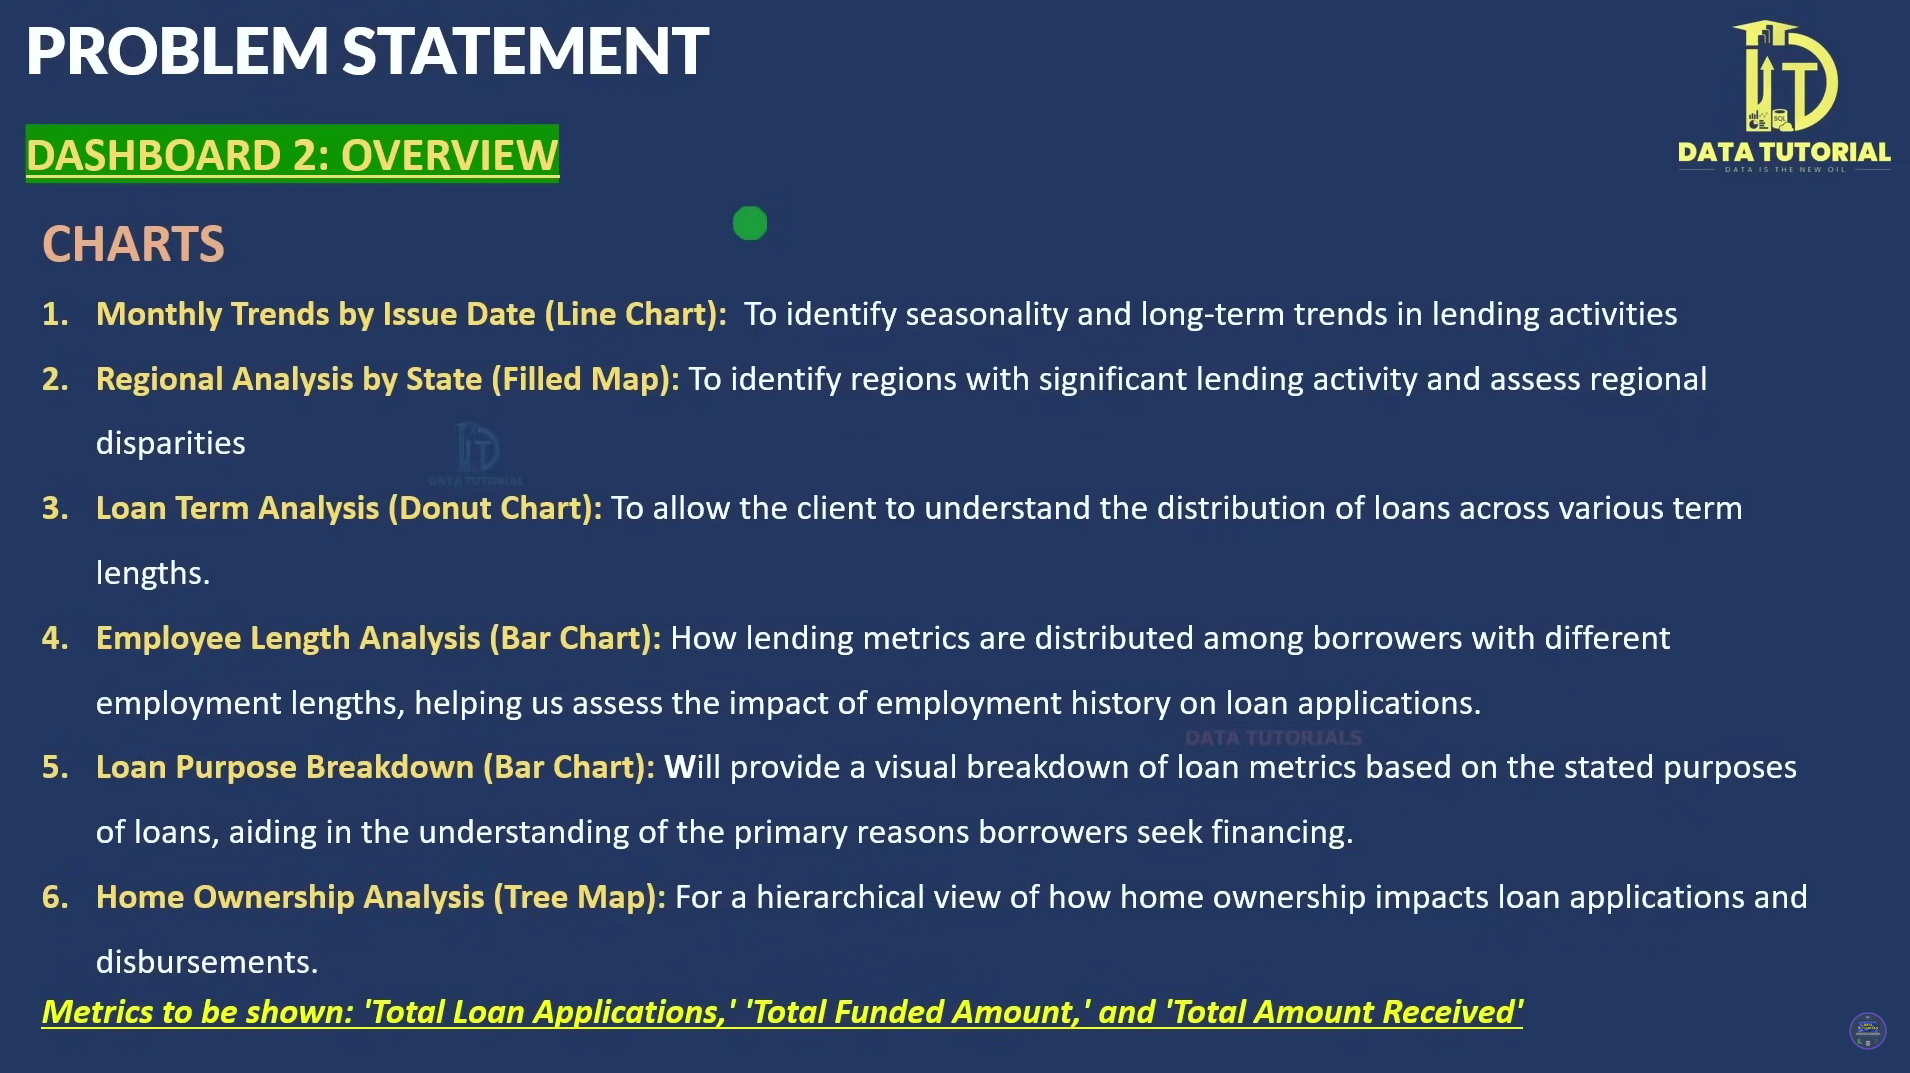 PROBLEM STATEMENT
DATA TUTORIAL
DATA IS THE NEW OIL
DASHBOARD 2: OVERVIEW
CHARTS
1. Monthly Trends by Issue Date (Line Chart): To identify seasonality and long-term trends in lending activities
2. Regional Analysis by State (Filled Map): To identify regions with significant lending activity and assess regional
disparities
DATA TUTORIAL
3. Loan Term Analysis (Donut Chart): To allow the client to understand the distribution of loans across various term
lengths.
4. Employee Length Analysis (Bar Chart): How lending metrics are distributed among borrowers with different
employment lengths, helping us assess the impact of employment history on loan applications.
DATA TUTORIALS
5. Loan Purpose Breakdown (Bar Chart): Will provide a visual breakdown of loan metrics based on the stated purposes
of loans, aiding in the understanding of the primary reasons borrowers seek financing.
6. Home Ownership Analysis (Tree Map): For a hierarchical view of how home ownership impacts loan applications and
disbursements.
Metrics to be shown: 'Total Loan Applications,' 'Total Funded Amount,' and 'Total Amount Received'